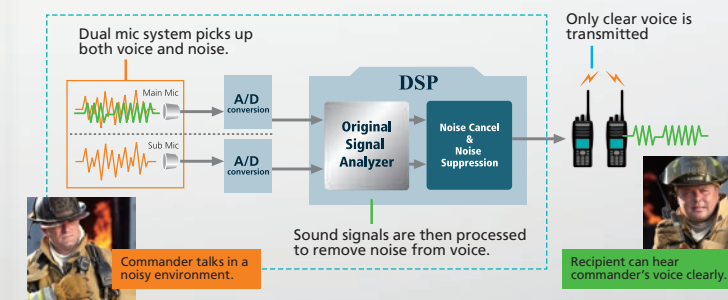 Dual mic system picks up
both voice and noise.
Only clear voice is
transmitted
Main Mic
A/D
conversion
DSP
Original
Signal
Analyzer
Noise Cancel
&
Noise
Suppression
Sub Mic
A/D
conversion
Sound signals are then processed
to remove noise from voice.
Commander talks in a
noisy environment.
Recipient can hear
commander's voice clearly.